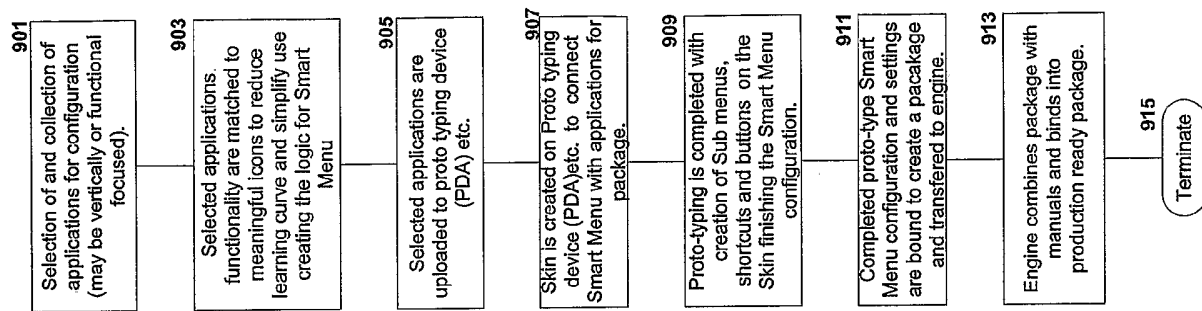 901
Selection of and collection of
applications for configuration
(may be vertically or functional
focused).
903
Selected applications.
functionality are matched to
meaningful icons to reduce
learning curve and simplify use
creating the logic for Smart
Menu
905
Selected applications are
uploaded to proto typing device
(PDA) etc.
907
Skin is created on Proto typing
device (PDA)etc. to connect
Smart Menu with applications for
package.
909
Proto-typing is completed with
creation of Sub menus,
shortcuts and buttons on the
Skin finishing the Smart Menu
configuration.
911
Completed proto-type Smart
Menu configuration and settings
are bound to create a pacakage
and transferred to engine.
913
Engine combines package with
manuals and binds into
production ready package.
915
Terminate